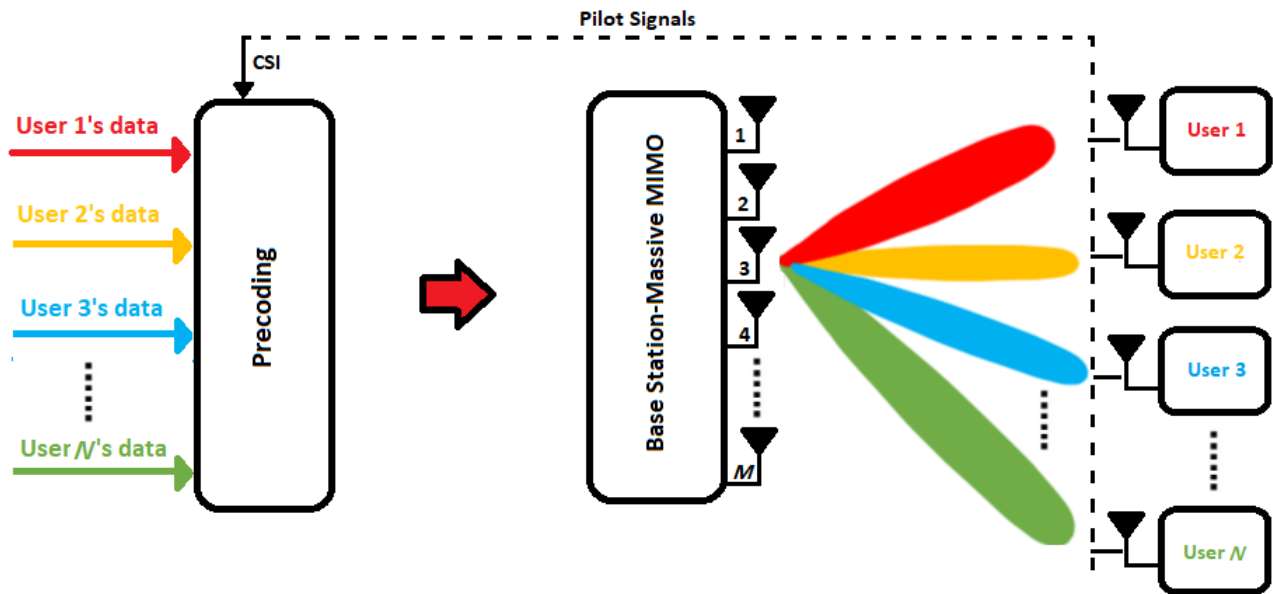 Pilot Signals
CSI
User 1's data
User 2's data
User 3's data
User N's data
Precoding
Base Station-Massive MIMO
1
2
3
4
M
User 1
User 2
User 3
User N